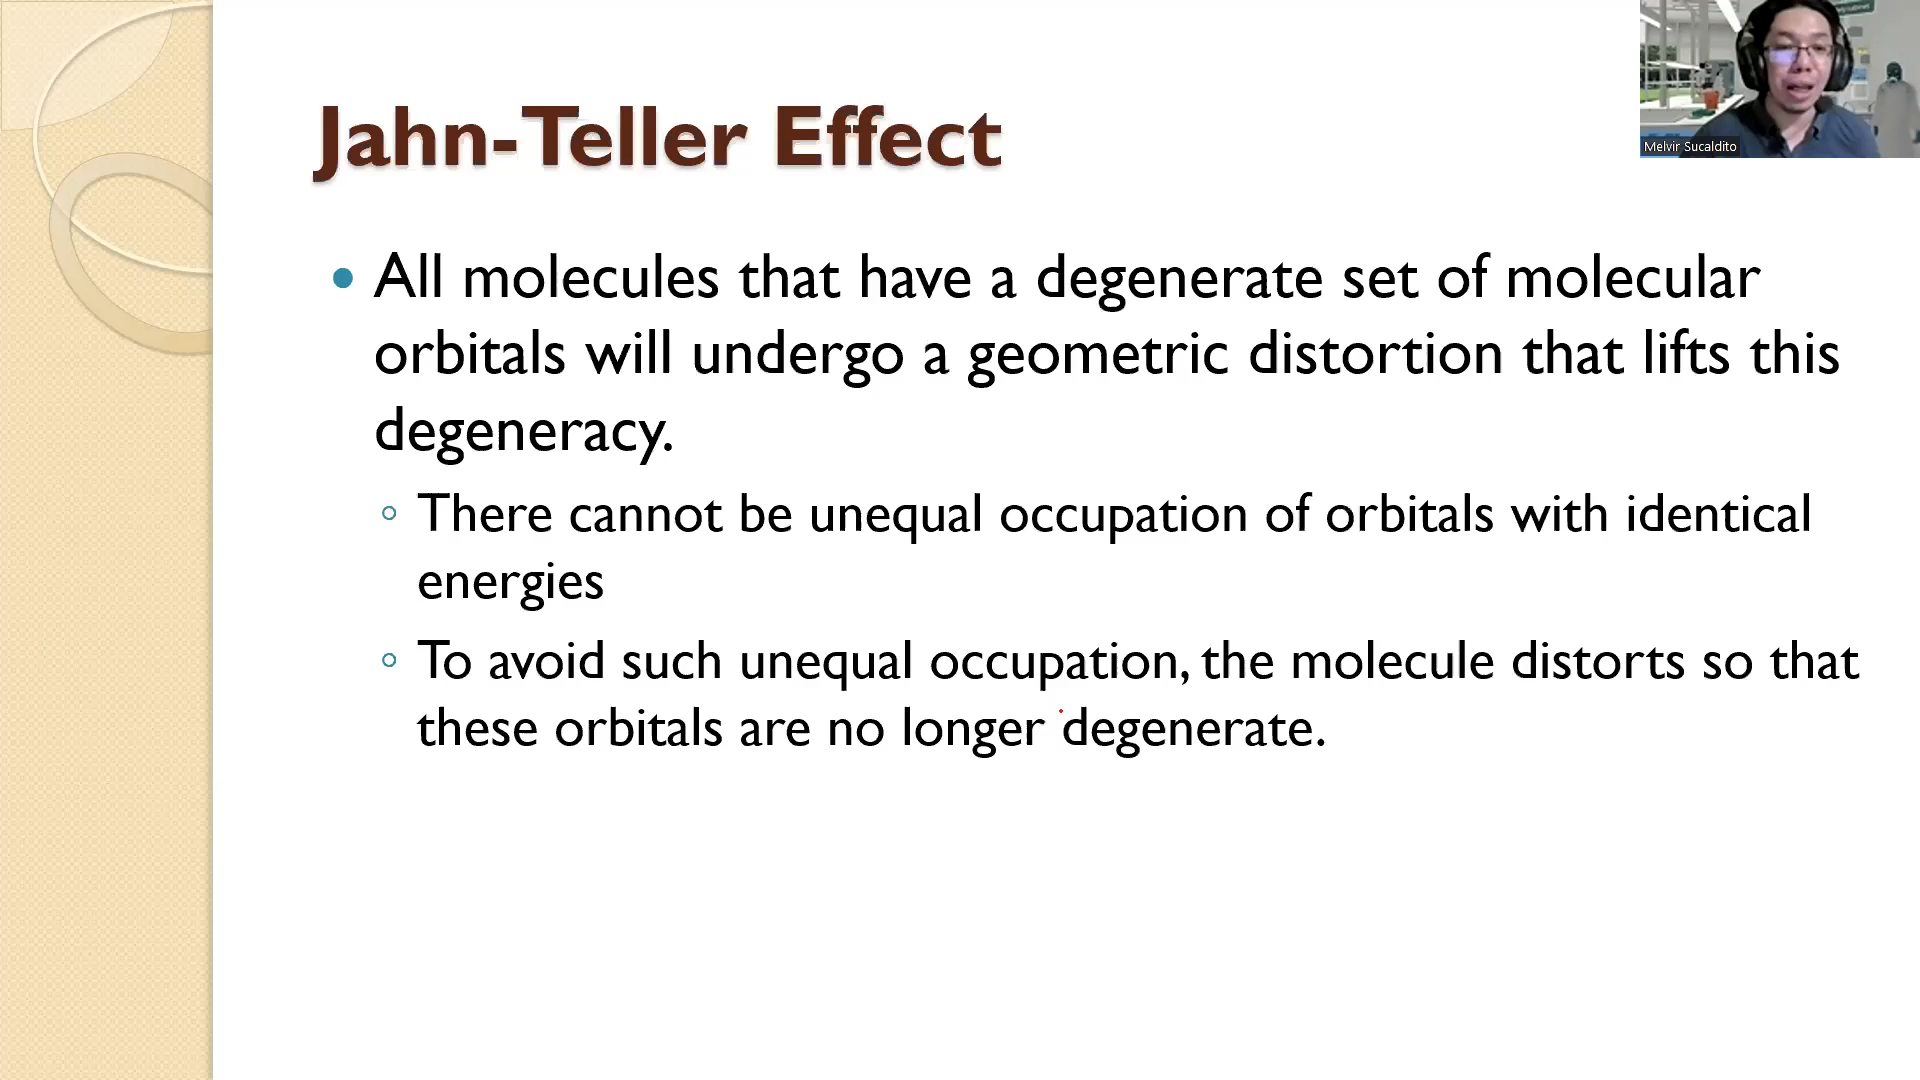 Jahn-Teller Effect
Melvir Sucaldito
• All molecules that have a degenerate set of molecular
orbitals will undergo a geometric distortion that lifts this
degeneracy.
◦ There cannot be unequal occupation of orbitals with identical
energies
◦ To avoid such unequal occupation, the molecule distorts so that
these orbitals are no longer degenerate.